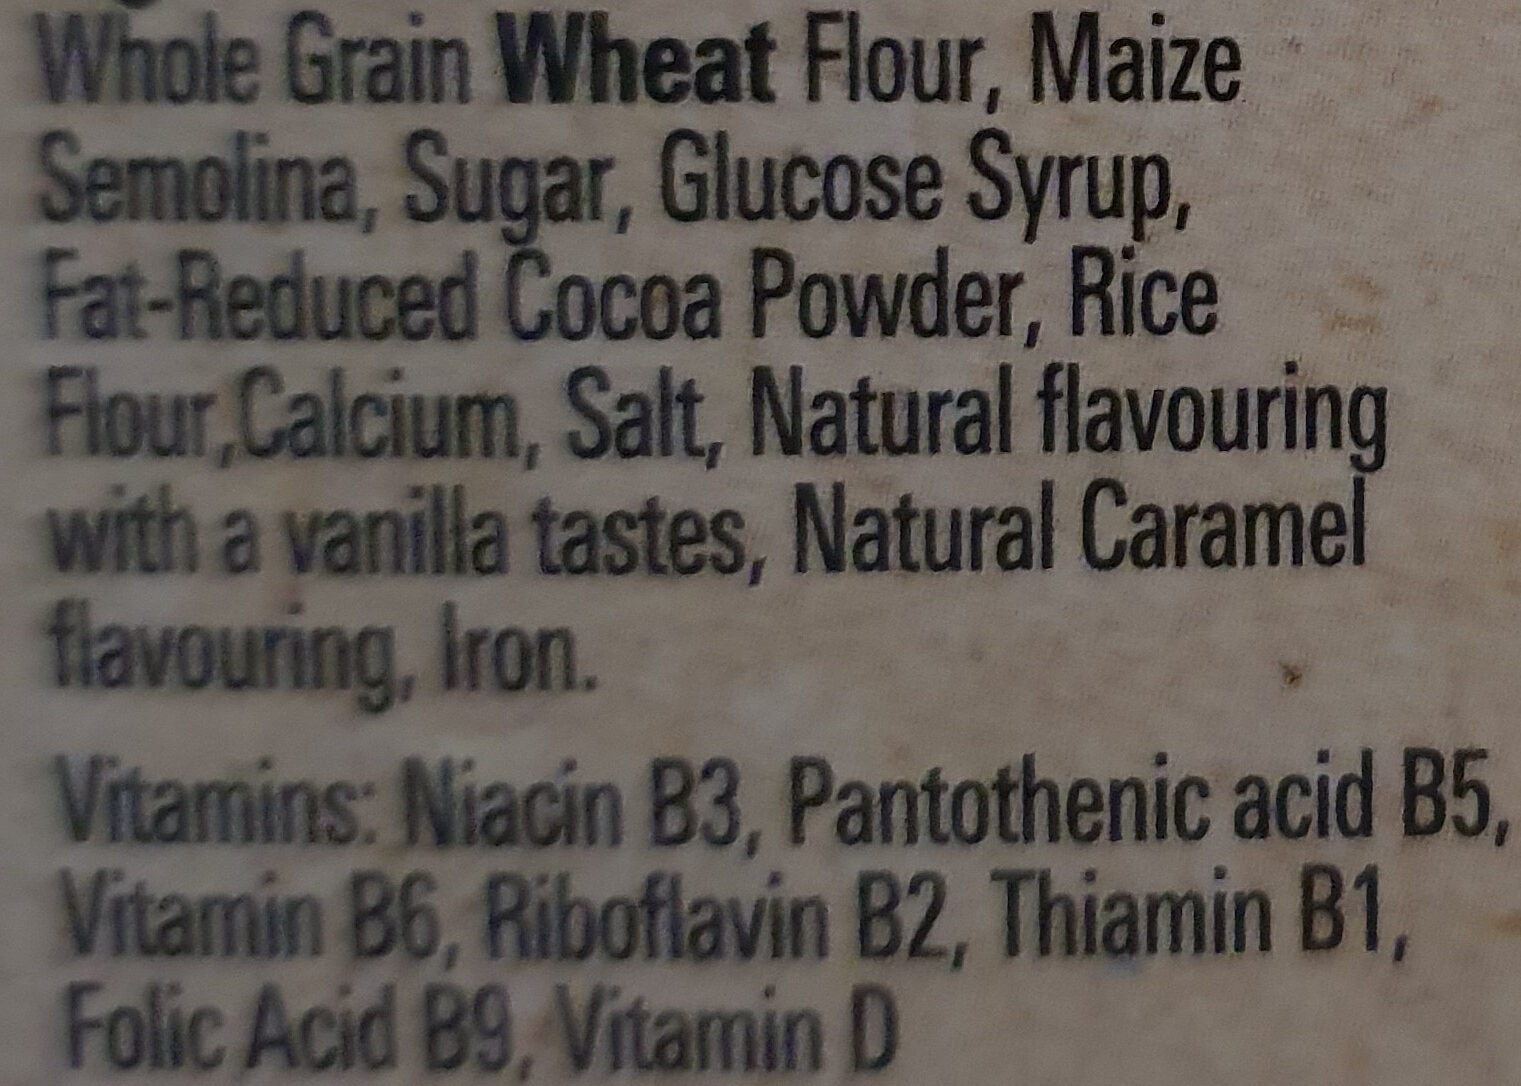 Whole Grain Wheat Flour, Maize
Semolina, Sugar, Glucose Syrup,
Fat-Reduced Cocoa Powder, Rice
Flour,Calcium, Salt, Natural flavouring
with a vanilla tastes, Natural Caramel
flavouring, Iron.
Vitamins: Niacin B3, Pantothenic acid B5,
Vitamin B6, Riboflavin B2, Thiamin B1,
Folic Acid B9, Vitamin D